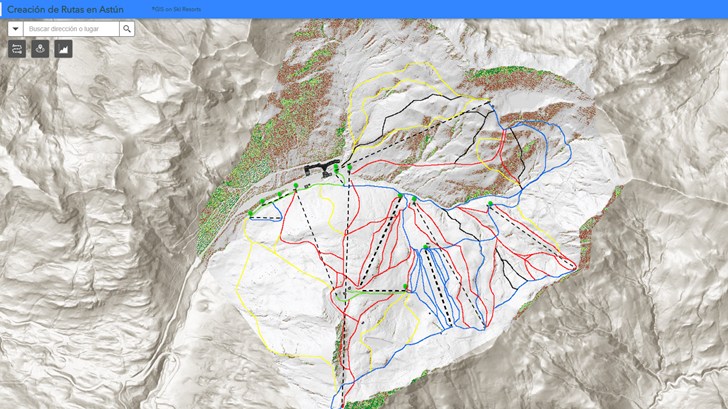 Creación de Rutas en Astún
*GIS en Ski Resorts
Buscar dirección o lugar